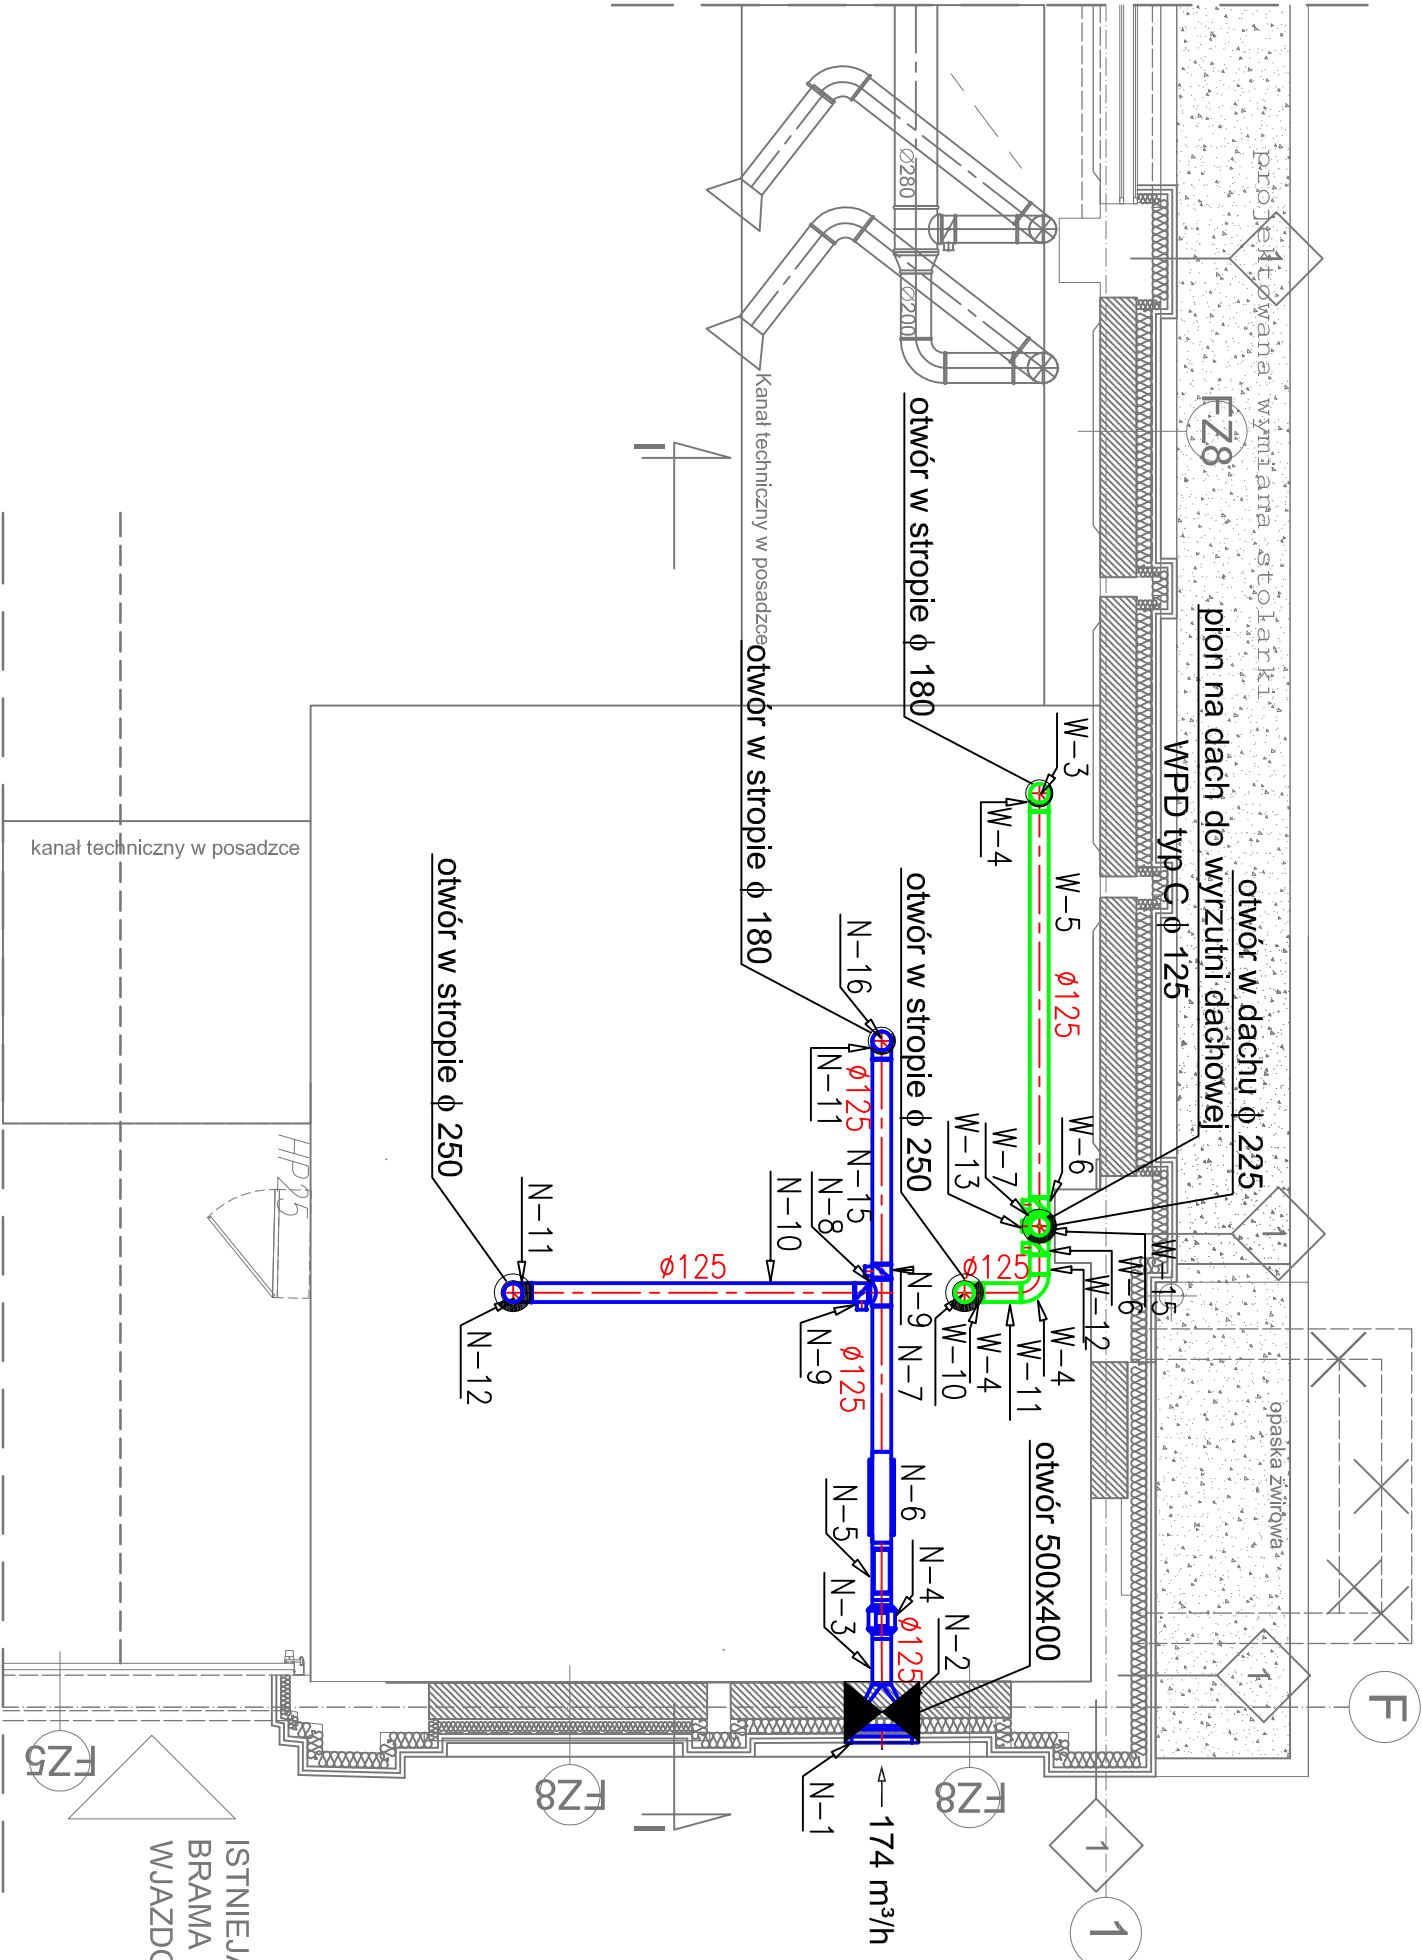 projektowana wymiana stolarki
FZ8
1
Ø280
Ø200
Kanał techniczny w posadzce
I
otwór w stropie ϕ 180
otwór w stropie ϕ 180
otwór w stropie ϕ 250
otwór w stropie ϕ 250
pion na dach do wyrzutni dachowej
WPD typ C ϕ 125
otwór w dachu ϕ 225
W-3
W-4
W-5
ø125
W-6
W-7
W-13
W-15
W-6
W-12
W-4
W-11
W-4
W-10
ø125
1
N-16
N-11
ø125
N-15
N-8
N-10
N-9
N-7
N-9
ø125
ø125
N-11
N-12
kanał techniczny w posadzce
HP25
N-6
N-5
N-4
N-3
ø125
N-2
N-1
otwór 500x400
174 m³/h
opaska żwirowa
1
F
1
1
FZ8
FZ8
FZ5
I
ISTNIEJĄ
BRAMA
WJAZDO